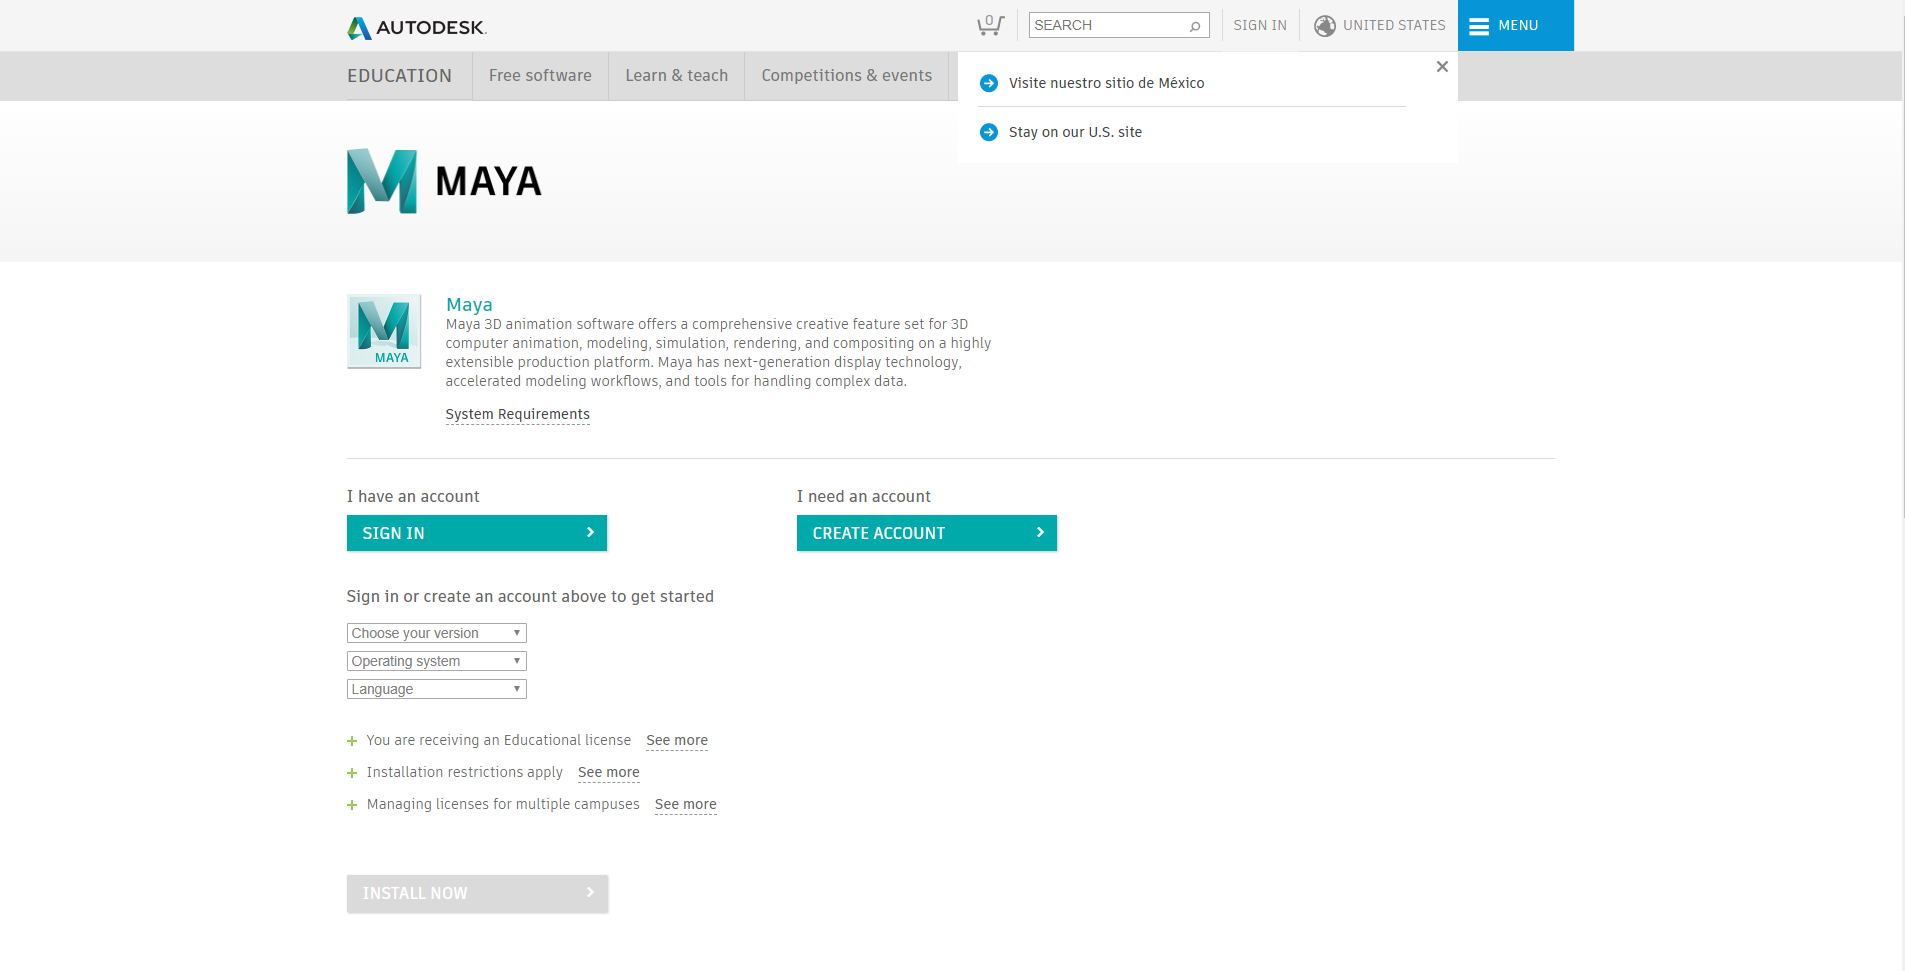 AUTODESK.
0
SEARCH
SIGN IN
UNITED STATES
MENU
EDUCATION
Free software
Learn & teach
Competitions & events
Visite nuestro sitio de México
Stay on our U.S. site
MAYA
MAYA
Maya
Maya 3D animation software offers a comprehensive creative feature set for 3D
computer animation, modeling, simulation, rendering, and compositing on a highly
extensible production platform. Maya has next-generation display technology,
accelerated modeling workflows, and tools for handling complex data.
System Requirements
I have an account
SIGN IN
I need an account
CREATE ACCOUNT
Sign in or create an account above to get started
Choose your version
Operating system
Language
You are receiving an Educational license See more
Installation restrictions apply See more
Managing licenses for multiple campuses See more
INSTALL NOW